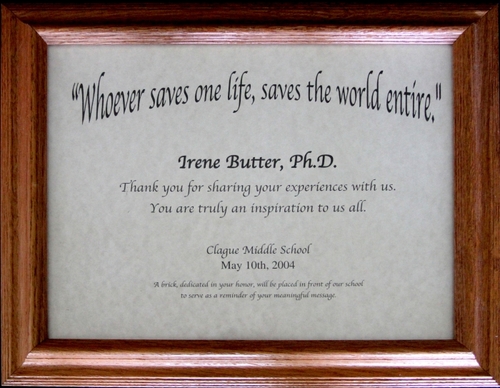 "Whoever saves one life, saves the world entire."
Irene Butter, Ph.D.
Thank you for sharing your experiences with us.
You are truly an inspiration to us all.
Clague Middle School
May 10th, 2004
A brick, dedicated in your honor, will be placed in front of our school
to serve as a reminder of your meaningful message.